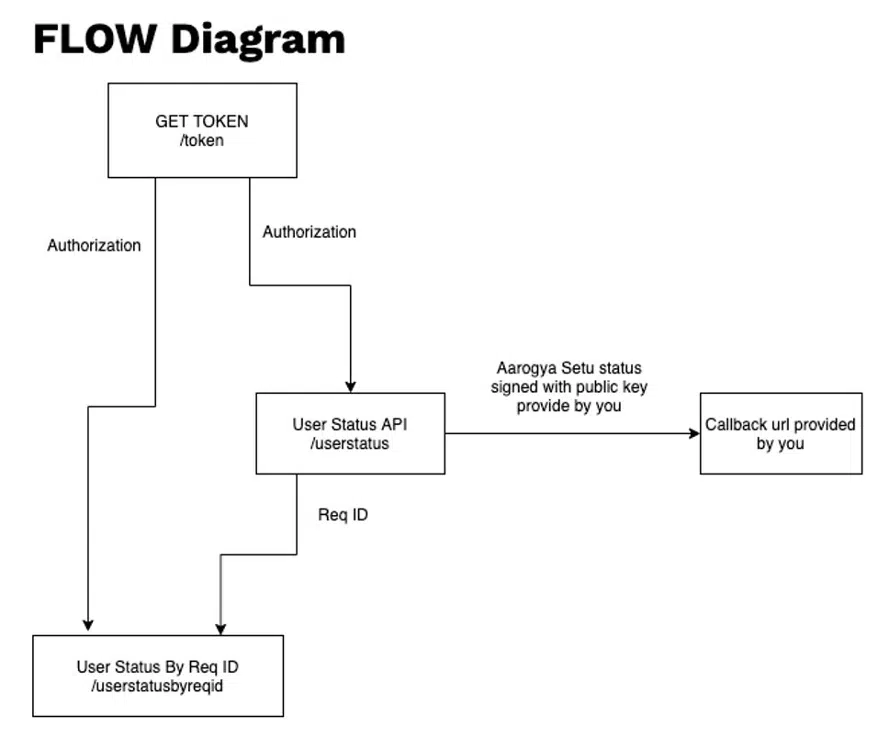 FLOW Diagram
GET TOKEN
/token
Authorization
Authorization
Aarogya Setu status
signed with public key
provide by you
User Status API
/userstatus
Callback url provided
by you
Req ID
User Status By Req ID
/userstatusbyreqid